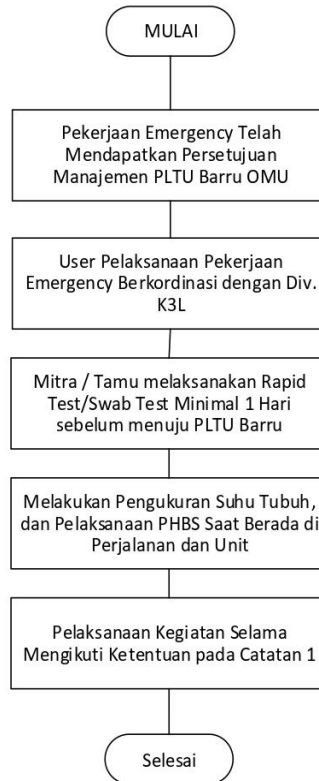 MULAI
Pekerjaan Emergency Telah
Mendapatkan Persetujuan
Manajemen PLTU Barru OMU
User Pelaksanaan Pekerjaan
Emergency Berkordinasi dengan Div.
K3L
Mitra / Tamu melaksanakan Rapid
Test/Swab Test Minimal 1 Hari
sebelum menuju PLTU Barru
Melakukan Pengukuran Suhu Tubuh,
dan Pelaksanaan PHBS Saat Berada di
Perjalanan dan Unit
Pelaksanaan Kegiatan Selama
Mengikuti Ketentuan pada Catatan 1
Selesai